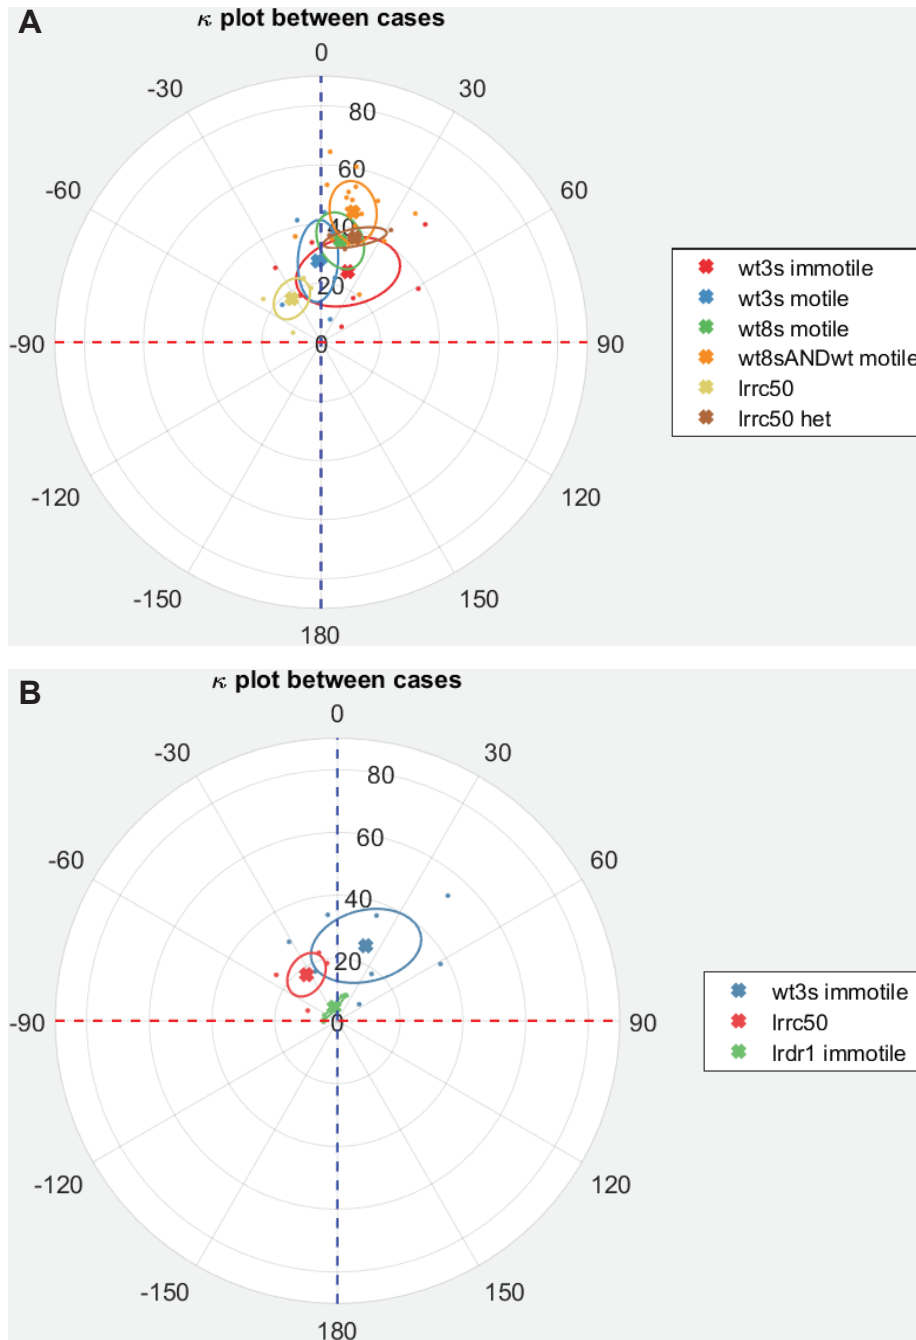 A
κ plot between cases
0
-30
30
80
60
-60
60
40
20
-90
0
90
wt3s immotile
wt3s motile
wt8s motile
wt8sANDwt motile
lrrc50
lrrc50 het
-120
120
-150
150
180
B
κ plot between cases
0
-30
30
80
60
-60
60
40
20
-90
0
90
wt3s immotile
lrrc50
lrdr1 immotile
-120
120
-150
150
180